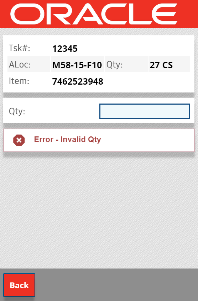 ORACLE
Tsk#: 12345
ALoc: M58-15-F10 Qty: 27 CS
Item: 7462523948
Qty:
Error - Invalid Qty
Back